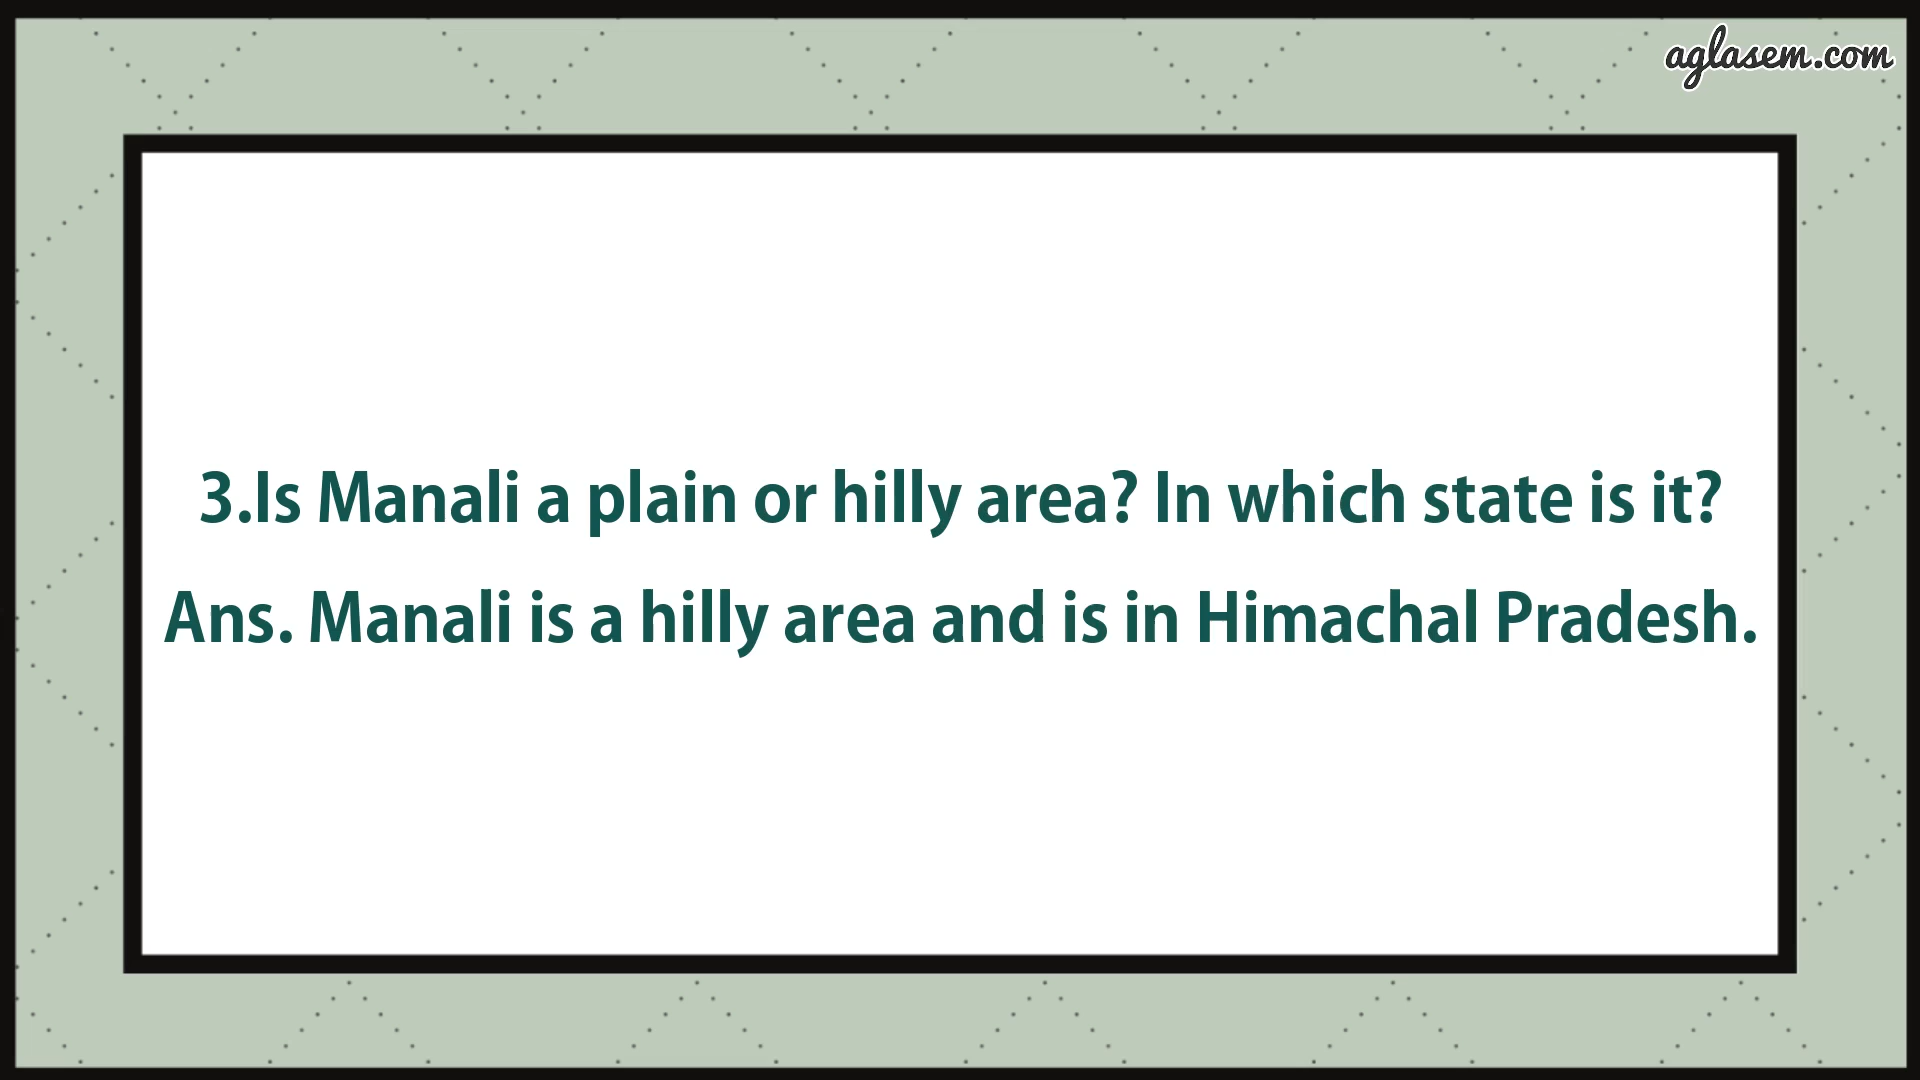 aglasem.com
3.Is Manali a plain or hilly area? In which state is it?
Ans. Manali is a hilly area and is in Himachal Pradesh.